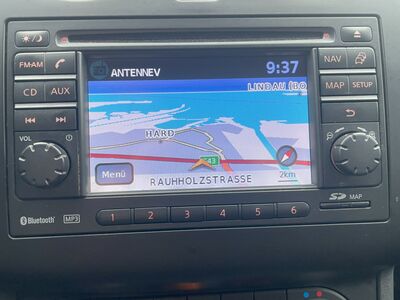 FM·AM
CD
AUX
VOL
Bluetooth
MP3
ANTENNEV
9:37
LINDAU (BO
HARD
E43
Menü
2km
RAUHHOLZSTRASSE
1 2 3 4 5 6
NAV
MAP
SETUP
SD MAP